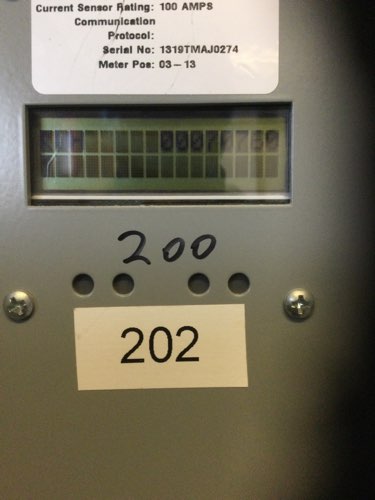 Current Sensor Rating: 100 AMPS
Communication
Protocol:
Serial No: 1319TMAJ0274
Meter Pos: 03-13
200
202